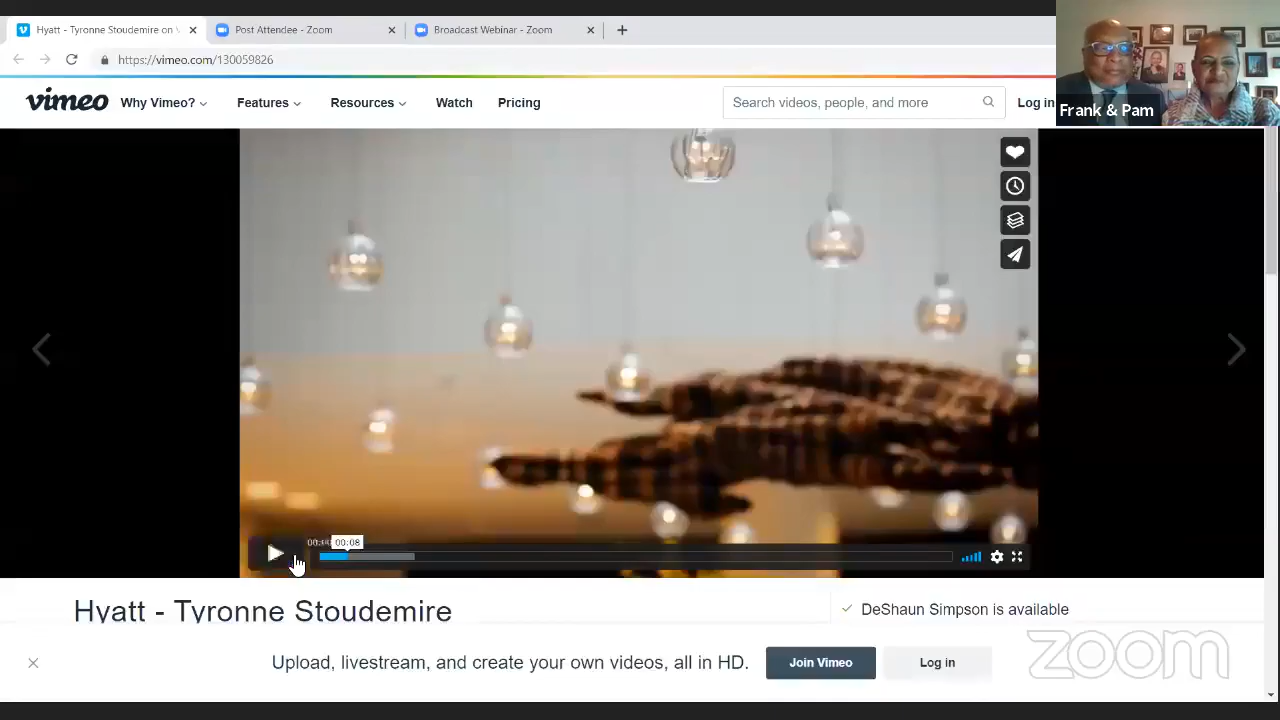 Hyatt - Tyronne Stoudemire on
Post Attendee - Zoom
Broadcast Webinar - Zoom
https://vimeo.com/130059826
vimeo
Why Vimeo?
Features
Resources
Watch
Pricing
Search videos, people, and more
Log in
Frank & Pam
00:08
Hyatt - Tyronne Stoudemire
DeShaun Simpson is available
Upload, livestream, and create your own videos, all in HD.
Join Vimeo
Log in
zoom